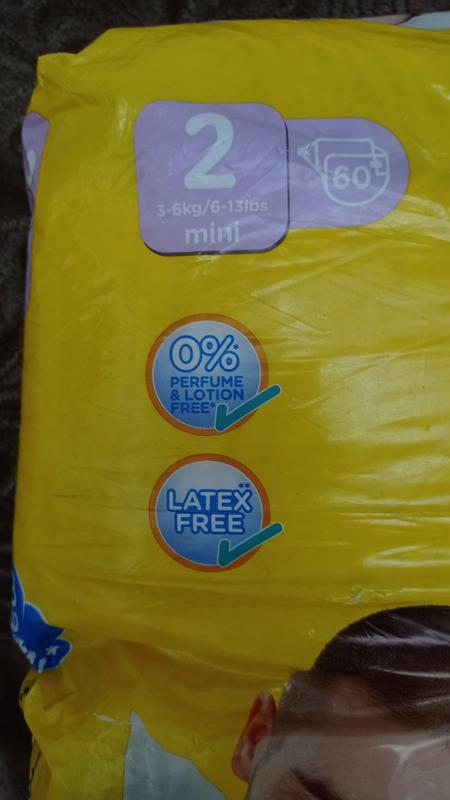 2
3-6kg/6-13lbs
mini
60
0%*
PERFUME
& LOTION
FREE*
LATEX**
FREE